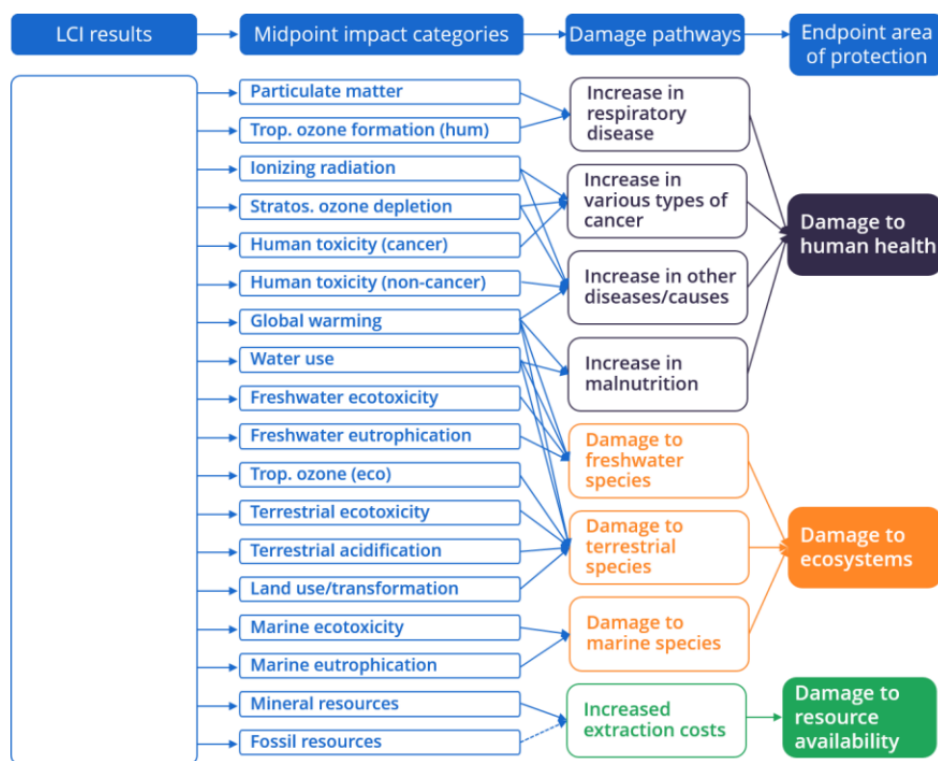 LCI results
Midpoint impact categories
Damage pathways
Endpoint area
of protection
Particulate matter
Trop. ozone formation (hum)
Ionizing radiation
Stratos. ozone depletion
Human toxicity (cancer)
Human toxicity (non-cancer)
Global warming
Water use
Freshwater ecotoxicity
Freshwater eutrophication
Trop. ozone (eco)
Terrestrial ecotoxicity
Terrestrial acidification
Land use/transformation
Marine ecotoxicity
Marine eutrophication
Mineral resources
Fossil resources
Increase in
respiratory
disease
Increase in
various types of
cancer
Increase in other
diseases/causes
Increase in
malnutrition
Damage to
freshwater
species
Damage to
terrestrial
species
Damage to
marine species
Increased
extraction costs
Damage to
human health
Damage to
ecosystems
Damage to
resource
availability